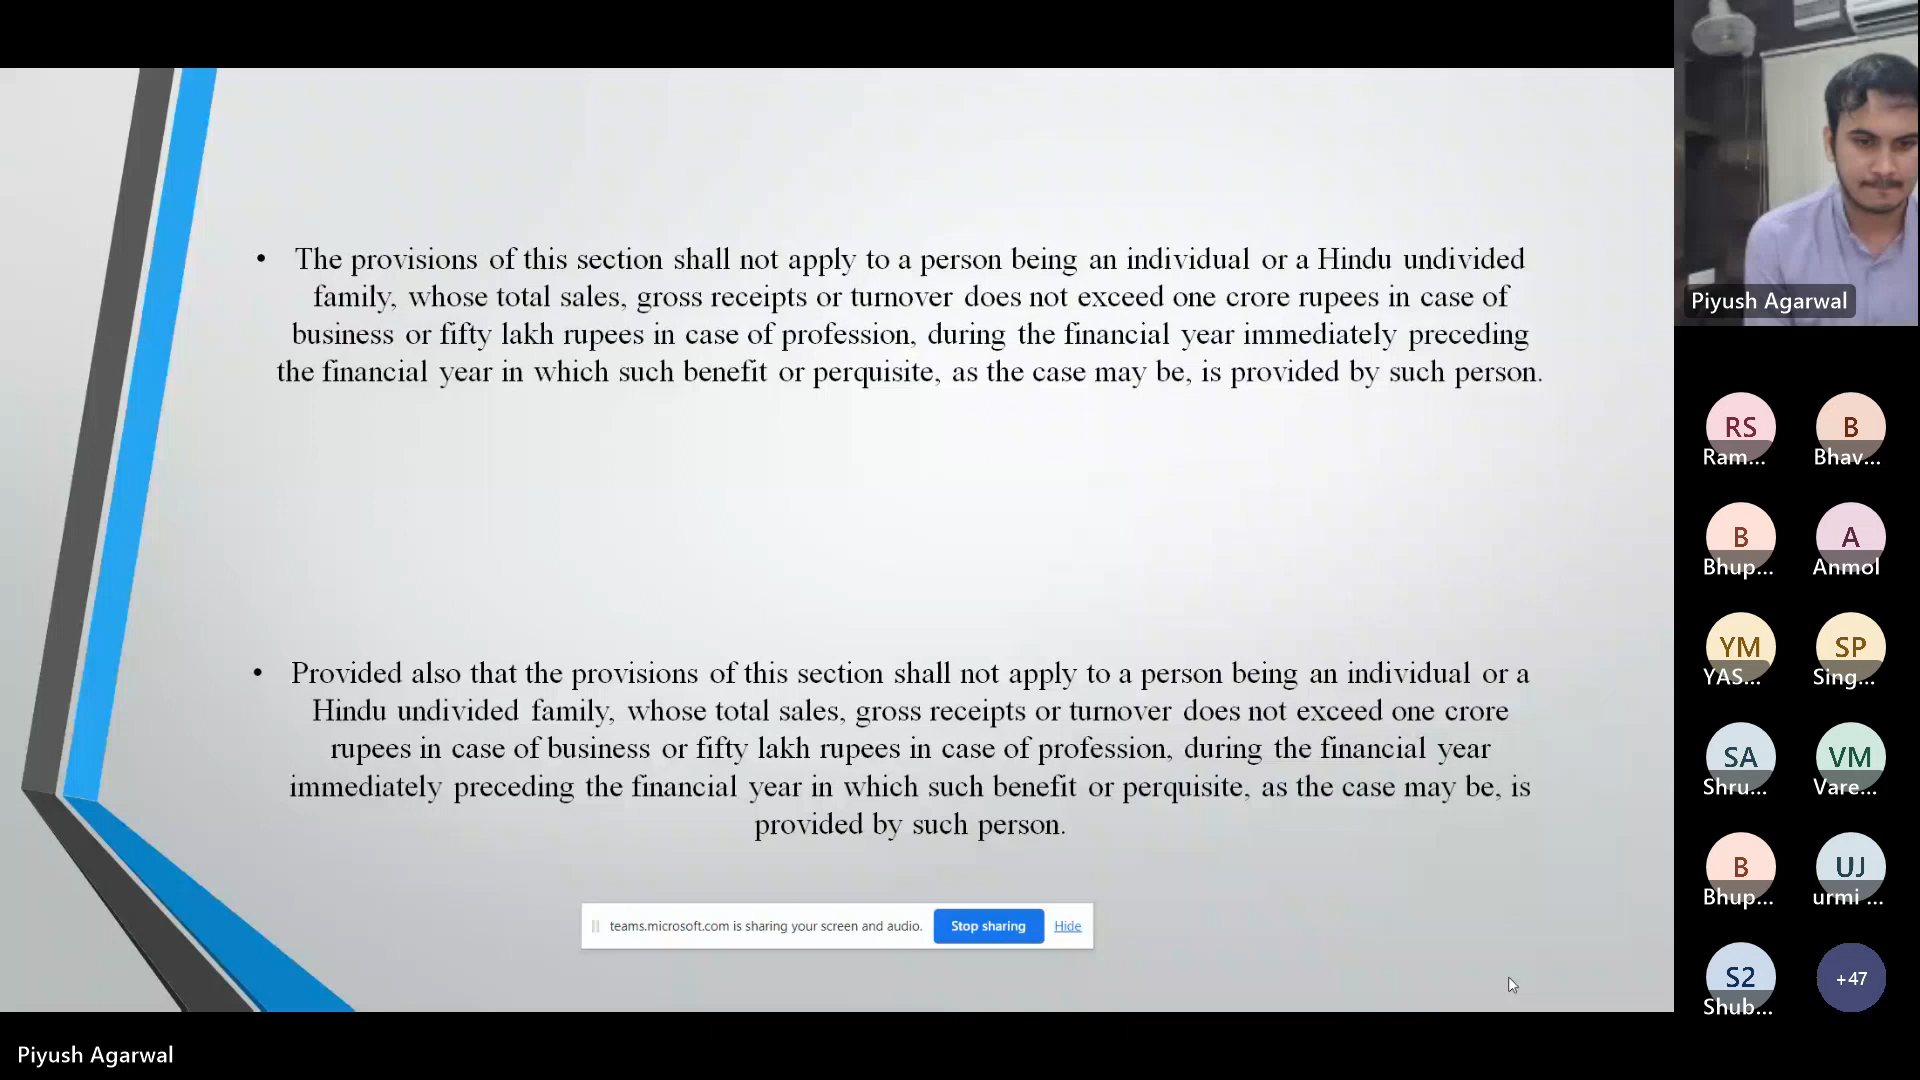 • The provisions of this section shall not apply to a person being an individual or a Hindu undivided
family, whose total sales, gross receipts or turnover does not exceed one crore rupees in case of
business or fifty lakh rupees in case of profession, during the financial year immediately preceding
the financial year in which such benefit or perquisite, as the case may be, is provided by such person.
• Provided also that the provisions of this section shall not apply to a person being an individual or a
Hindu undivided family, whose total sales, gross receipts or turnover does not exceed one crore
rupees in case of business or fifty lakh rupees in case of profession, during the financial year
immediately preceding the financial year in which such benefit or perquisite, as the case may be, is
provided by such person.
teams.microsoft.com is sharing your screen and audio. Stop sharing Hide
Piyush Agarwal
RS B
Ram... Bhav...
B A
Bhup... Anmol
YM SP
YAS... Sing...
SA VM
Shru... Vare...
B UJ
Bhup... urmi ...
S2 +47
Shub...
Piyush Agarwal